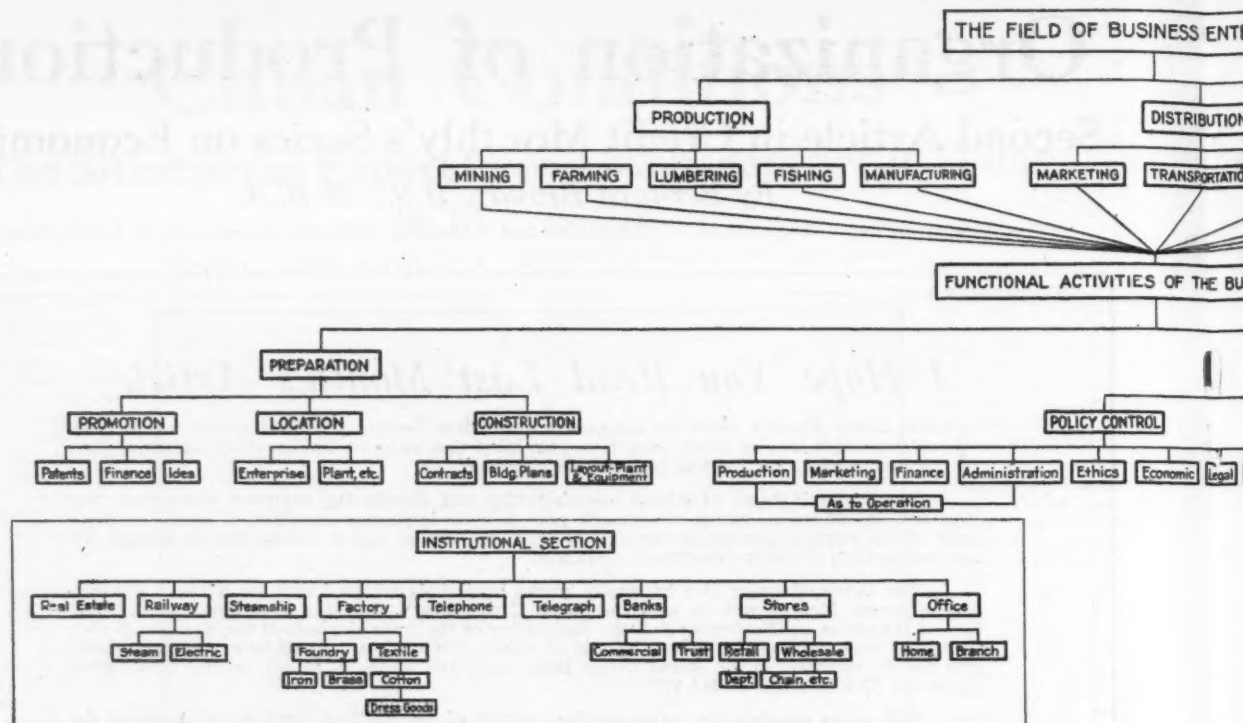 THE FIELD OF BUSINESS
PRODUCTION DISTRIBUTION
MINING FARMING LUMBERING FISHING MANUFACTURING MARKETING
FUNCTIONAL ACTIVITIES OF THE
PREPARATION
PROMOTION LOCATION CONSTRUCTION POLICY CONTROL
Patents Finance Idea Enterprise Plant, etc. Contracts Bldg. Plans Layout-Plant & Equipment Production Marketing Finance Administration Ethics Economic Legal
As to Operation
INSTITUTIONAL SECTION
Real Estate Railway Steamship Factory Telephone Telegraph Banks Stores Office
Steam Electric Foundry Textile Commercial Trust Retail Wholesale Home Branch
Iron Brass Cotton Dept. Chain, etc.
Dress Goods